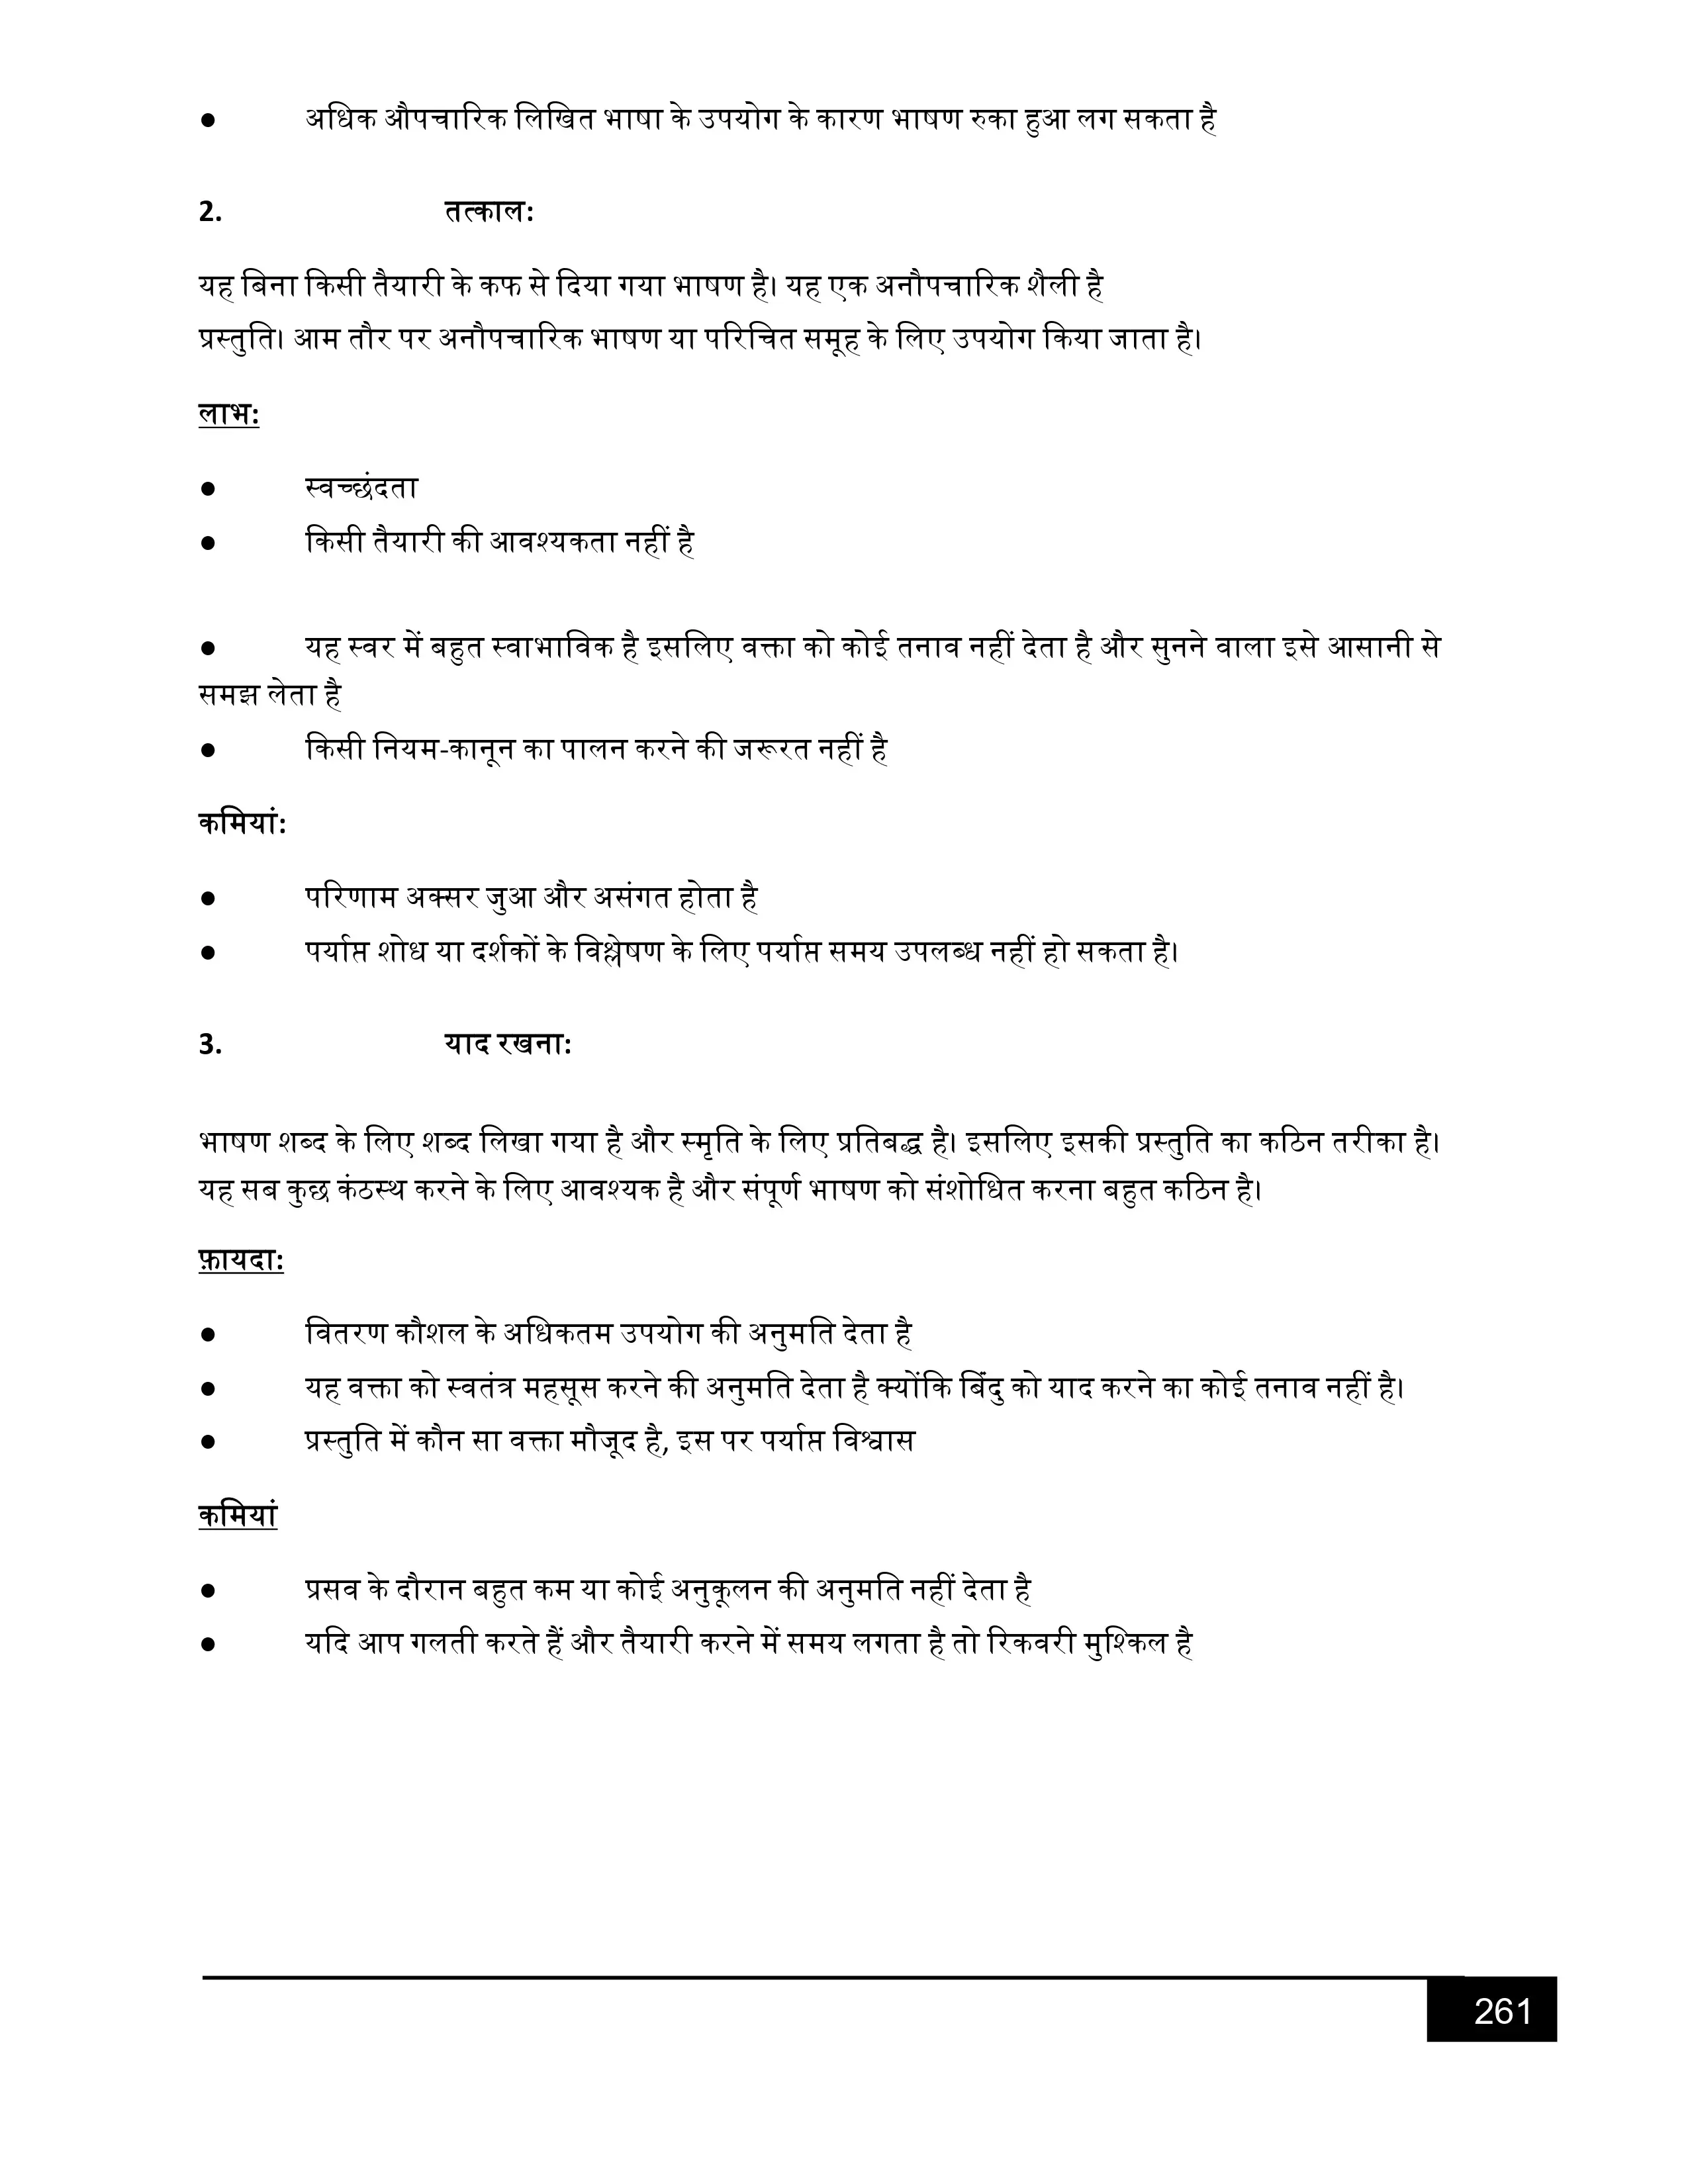 ● अधिक औपचारिक लिखित भाषा के उपयोग के कारण भाषण रुका हुआ लग सकता है
2. तत्काल:
यह बिना किसी तैयारी के कफ से दिया गया भाषण है। यह एक अनौपचारिक शैली है
प्रस्तुति। आम तौर पर अनौपचारिक भाषण या परिचित समूह के लिए उपयोग किया जाता है।
लाभ:
● स्वच्छंदता
● किसी तैयारी की आवश्यकता नहीं है
● यह स्वर में बहुत स्वाभाविक है इसलिए वक्ता को कोई तनाव नहीं देता है और सुनने वाला इसे आसानी से
समझ लेता है
● किसी नियम-कानून का पालन करने की जरूरत नहीं है
कमियां:
● परिणाम अक्सर जुआ और असंगत होता है
● पर्याप्त शोध या दर्शकों के विश्लेषण के लिए पर्याप्त समय उपलब्ध नहीं हो सकता है।
3. याद रखना:
भाषण शब्द के लिए शब्द लिखा गया है और स्मृति के लिए प्रतिबद्ध है। इसलिए इसकी प्रस्तुति का कठिन तरीका है।
यह सब कुछ कंठस्थ करने के लिए आवश्यक है और संपूर्ण भाषण को संशोधित करना बहुत कठिन है।
फ़ायदा:
● वितरण कौशल के अधिकतम उपयोग की अनुमति देता है
● यह वक्ता को स्वतंत्र महसूस करने की अनुमति देता है क्योंकि बिंदु को याद करने का कोई तनाव नहीं है।
● प्रस्तुति में कौन सा वक्ता मौजूद है, इस पर पर्याप्त विश्वास
कमियां
● प्रसव के दौरान बहुत कम या कोई अनुकूलन की अनुमति नहीं देता है
● यदि आप गलती करते हैं और तैयारी करने में समय लगता है तो रिकवरी मुश्किल है
261